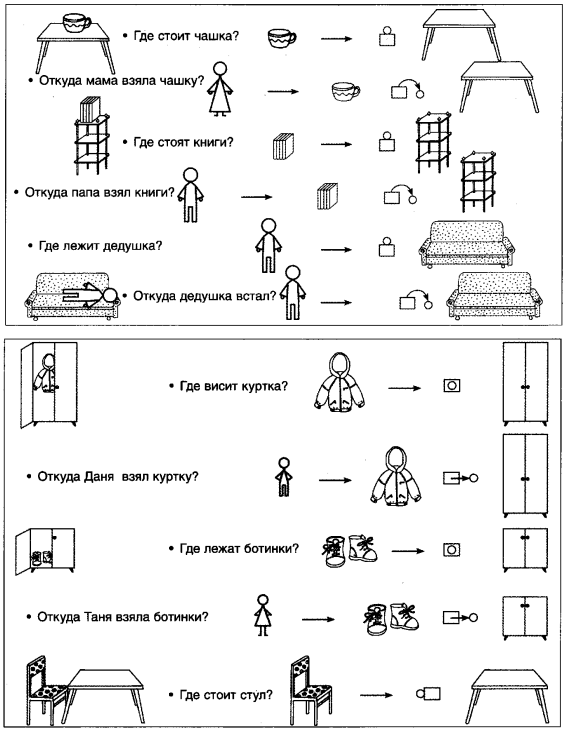 • Где стоит чашка?
• Откуда мама взяла чашку?
• Где стоят книги?
• Откуда папа взял книги?
• Где лежит дедушка?
• Откуда дедушка встал?
• Где висит куртка?
• Откуда Даня взял куртку?
• Где лежат ботинки?
• Откуда Таня взяла ботинки?
• Где стоит стул?